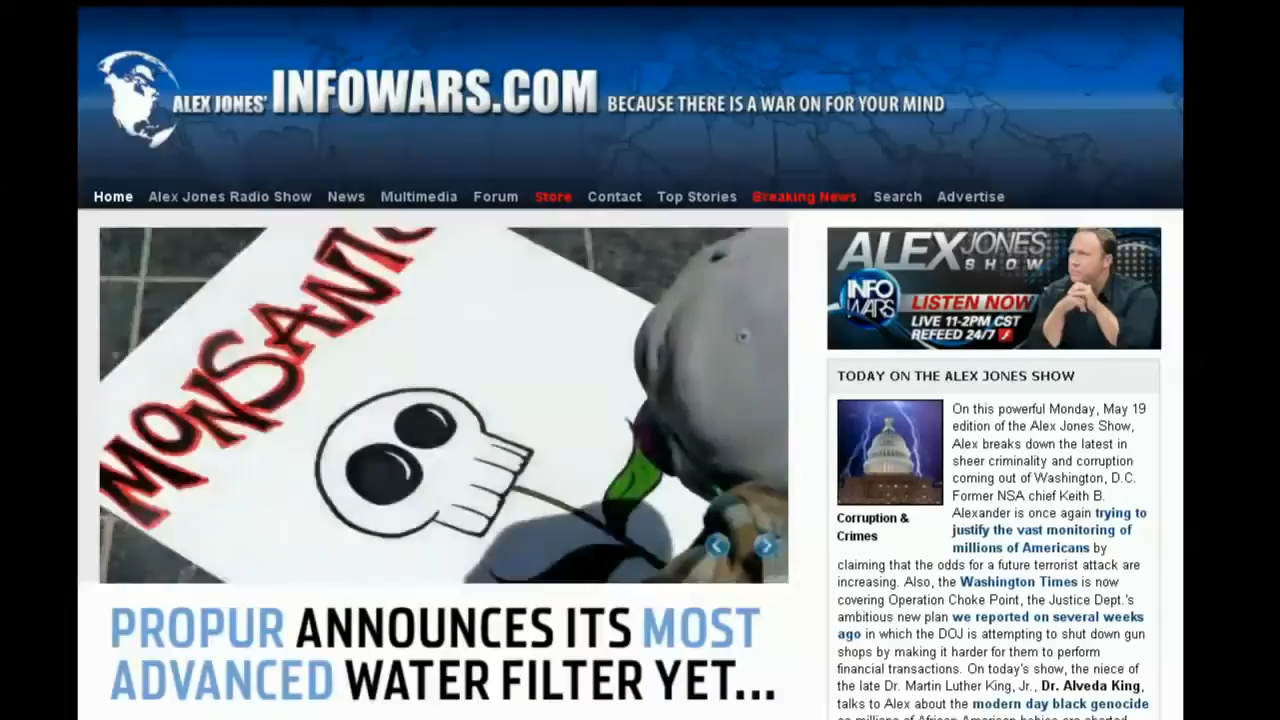 ALEX JONES' INFOWARS.COM BECAUSE THERE IS A WAR ON FOR YOUR MIND
Home Alex Jones Radio Show News Multimedia Forum Store Contact Top Stories Breaking News Search Advertise
MONSANTO
PROPUR ANNOUNCES ITS MOST
ADVANCED WATER FILTER YET...
ALEX JONES
SHOW
INFO
WARS
LISTEN NOW
LIVE 11-2PM CST
REFEED 24/7
TODAY ON THE ALEX JONES SHOW
Corruption &
Crimes
On this powerful Monday, May 19
edition of the Alex Jones Show,
Alex breaks down the latest in
sheer criminality and corruption
coming out of Washington, D.C.
Former NSA chief Keith B.
Alexander is once again trying to
justify the vast monitoring of
millions of Americans by
claiming that the odds for a future terrorist attack are
increasing. Also, the Washington Times is now
covering Operation Choke Point, the Justice Dept.'s
ambitious new plan we reported on several weeks
ago in which the DOJ is attempting to shut down gun
shops by making it harder for them to perform
financial transactions. On today's show, the niece of
the late Dr. Martin Luther King, Jr., Dr. Alveda King,
talks to Alex about the modern day black genocide
as millions of African American babies are aborted